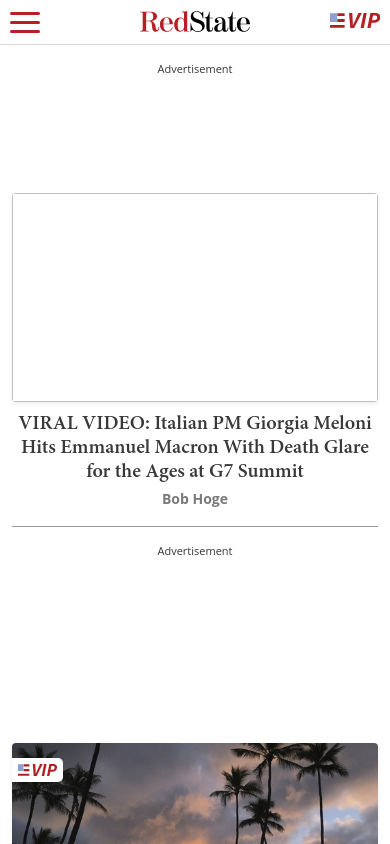 RedState
VIP
Advertisement
VIRAL VIDEO: Italian PM Giorgia Meloni
Hits Emmanuel Macron With Death Glare
for the Ages at G7 Summit
Bob Hoge
Advertisement
VIP